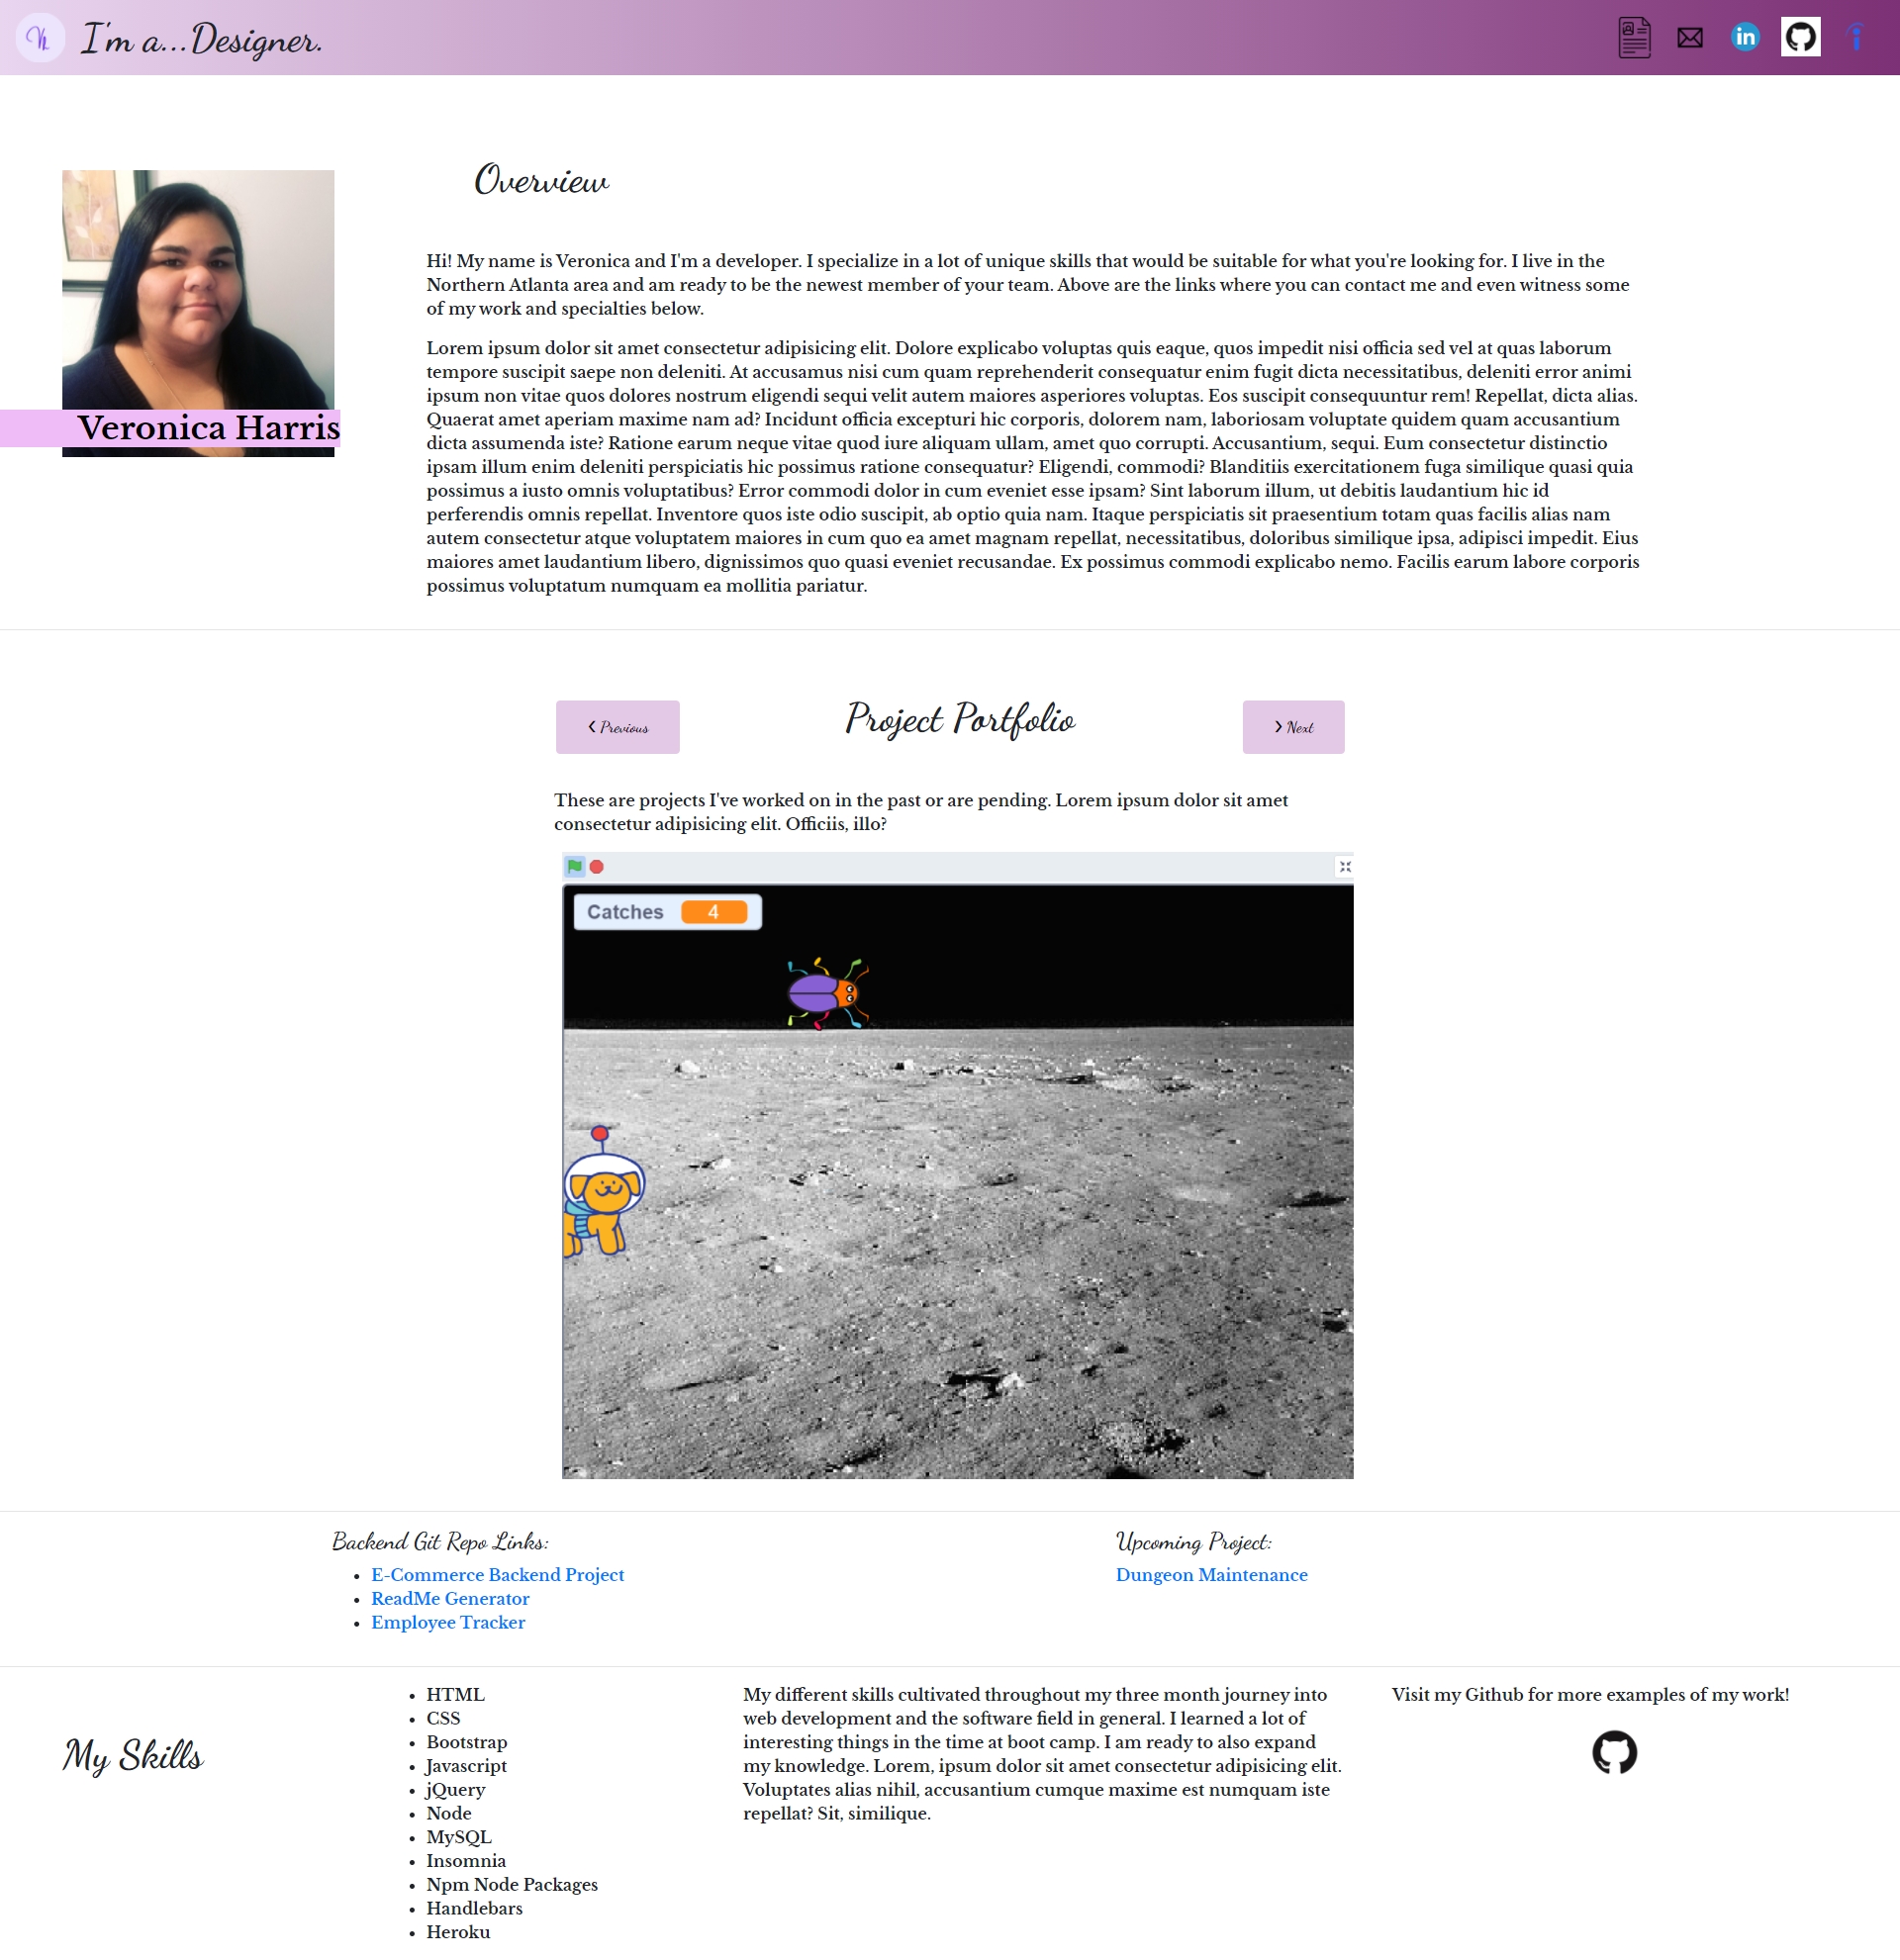 I'm a...Designer.
Overview
Hi! My name is Veronica and I'm a developer. I specialize in a lot of unique skills that would be suitable for what you're looking for. I live in the
Northern Atlanta area and am ready to be the newest member of your team. Above are the links where you can contact me and even witness some
of my work and specialties below.
Veronica Harris
Lorem ipsum dolor sit amet consectetur adipisicing elit. Dolore explicabo voluptas quis eaque, quos impedit nisi officia sed vel at quas laborum
tempore suscipit saepe non deleniti. At accusamus nisi cum quam reprehenderit consequatur enim fugit dicta necessitatibus, deleniti error animi
ipsum non vitae quos dolores nostrum eligendi sequi velit autem maiores asperiores voluptas. Eos suscipit consequuntur rem! Repellat, dicta alias.
Quaerat amet aperiam maxime nam ad? Incidunt officia excepturi hic corporis, dolorem nam, laboriosam voluptate quidem quam accusantium
dicta assumenda iste? Ratione earum neque vitae quod iure aliquam ullam, amet quo corrupti. Accusantium, sequi. Eum consectetur distinctio
ipsam illum enim deleniti perspiciatis hic possimus ratione consequatur? Eligendi, commodi? Blanditiis exercitationem fuga similique quasi quia
possimus a iusto omnis voluptatibus? Error commodi dolor in cum eveniet esse ipsam? Sint laborum illum, ut debitis laudantium hic id
perferendis omnis repellat. Inventore quos iste odio suscipit, ab optio quia nam. Itaque perspiciatis sit praesentium totam quas facilis alias nam
autem consectetur atque voluptatem maiores in cum quo ea amet magnam repellat, necessitatibus, doloribus similique ipsa, adipisci impedit. Eius
maiores amet laudantium libero, dignissimos quo quasi eveniet recusandae. Ex possimus commodi explicabo nemo. Facilis earum labore corporis
possimus voluptatum numquam ea mollitia pariatur.
Previous
Project Portfolio
Next
These are projects I've worked on in the past or are pending. Lorem ipsum dolor sit amet
consectetur adipisicing elit. Officiis, illo?
Catches 4
Backend Git Repo Links:
E-Commerce Backend Project
ReadMe Generator
Employee Tracker
Upcoming Project:
Dungeon Maintenance
My Skills
HTML
CSS
Bootstrap
Javascript
jQuery
Node
MySQL
Insomnia
Npm Node Packages
Handlebars
Heroku
My different skills cultivated throughout my three month journey into
web development and the software field in general. I learned a lot of
interesting things in the time at boot camp. I am ready to also expand
my knowledge. Lorem, ipsum dolor sit amet consectetur adipisicing elit.
Voluptates alias nihil, accusantium cumque maxime est numquam iste
repellat? Sit, similique.
Visit my Github for more examples of my work!